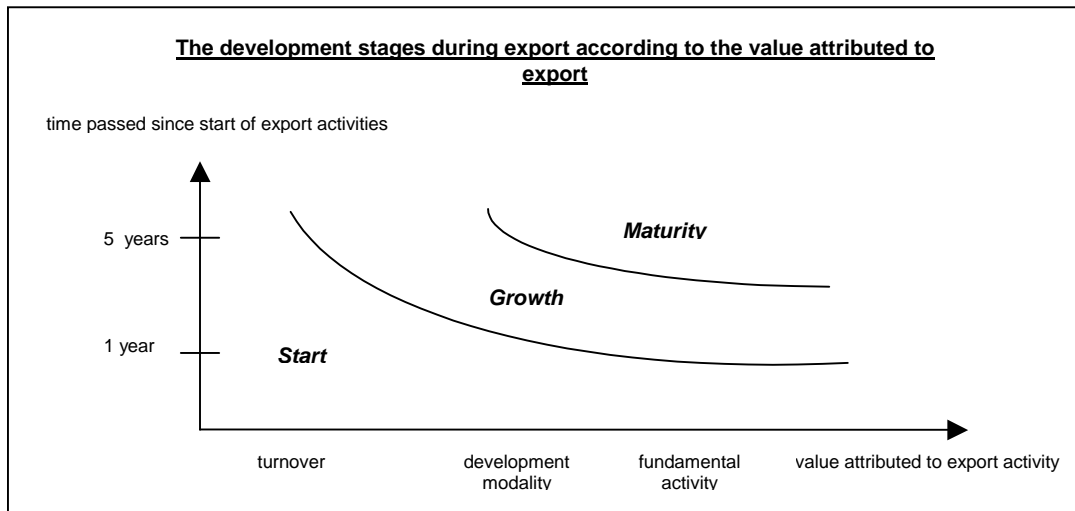 The development stages during export according to the value attributed to
export
time passed since start of export activities
5 years
Maturity
Growth
1 year
Start
turnover
development
modality
fundamental
activity
value attributed to export activity